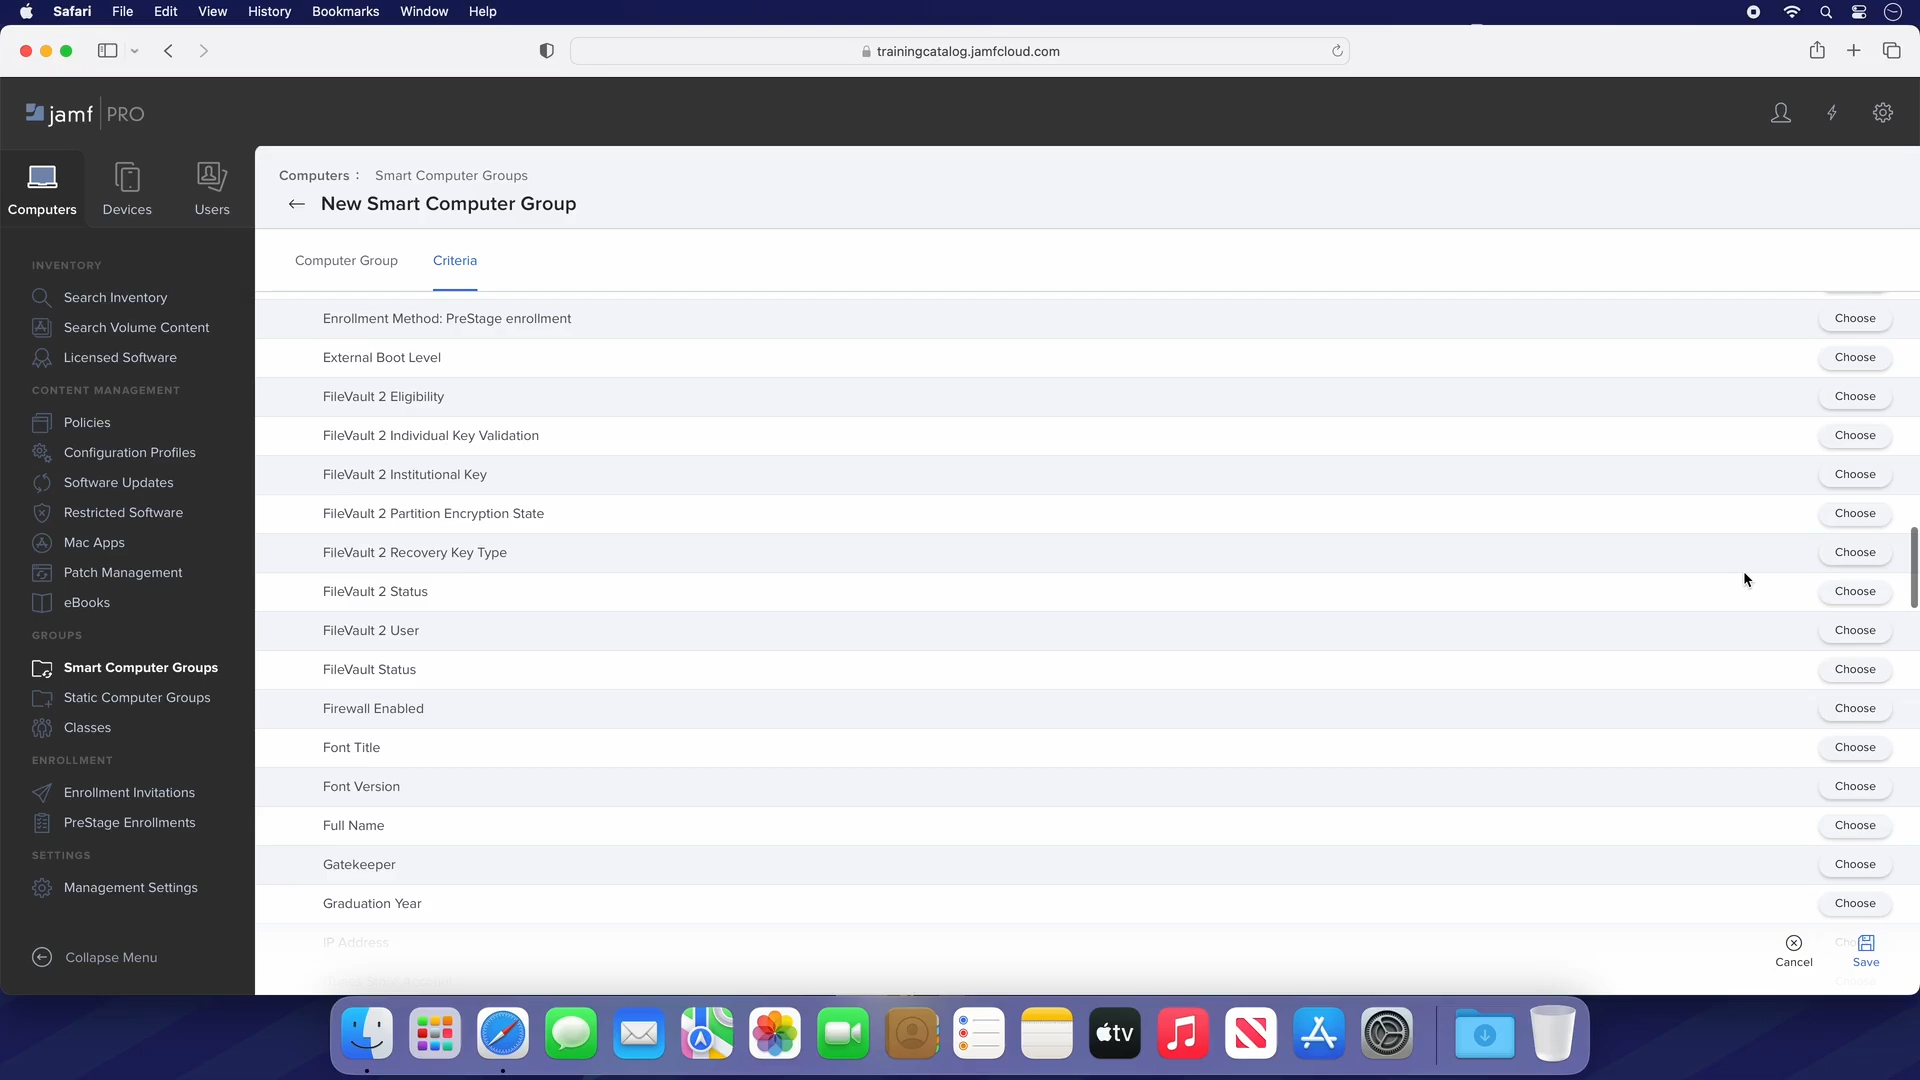 Safari File Edit View History Bookmarks Window Help
trainingcatalog.jamfcloud.com
jamf PRO
Computers Devices Users
Computers : Smart Computer Groups
← New Smart Computer Group
Computer Group Criteria
INVENTORY
Search Inventory
Search Volume Content
Licensed Software
CONTENT MANAGEMENT
Policies
Configuration Profiles
Software Updates
Restricted Software
Mac Apps
Patch Management
eBooks
GROUPS
Smart Computer Groups
Static Computer Groups
Classes
ENROLLMENT
Enrollment Invitations
PreStage Enrollments
SETTINGS
Management Settings
Collapse Menu
Enrollment Method: PreStage enrollment Choose
External Boot Level Choose
FileVault 2 Eligibility Choose
FileVault 2 Individual Key Validation Choose
FileVault 2 Institutional Key Choose
FileVault 2 Partition Encryption State Choose
FileVault 2 Recovery Key Type Choose
FileVault 2 Status Choose
FileVault 2 User Choose
FileVault Status Choose
Firewall Enabled Choose
Font Title Choose
Font Version Choose
Full Name Choose
Gatekeeper Choose
Graduation Year Choose
IP Address
Cancel Save
tv